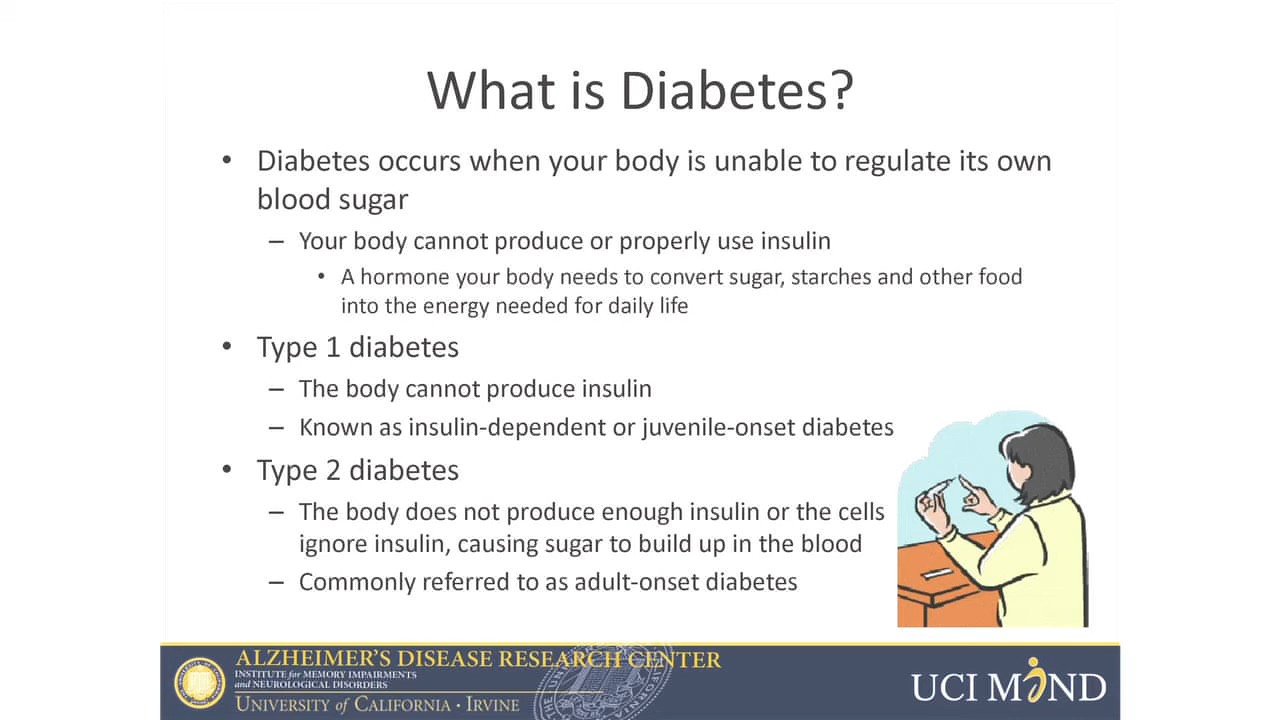 What is Diabetes?
• Diabetes occurs when your body is unable to regulate its own
blood sugar
– Your body cannot produce or properly use insulin
• A hormone your body needs to convert sugar, starches and other food
into the energy needed for daily life
• Type 1 diabetes
– The body cannot produce insulin
– Known as insulin-dependent or juvenile-onset diabetes
• Type 2 diabetes
– The body does not produce enough insulin or the cells
ignore insulin, causing sugar to build up in the blood
– Commonly referred to as adult-onset diabetes
ALZHEIMER'S DISEASE RESEARCH CENTER
INSTITUTE for MEMORY IMPAIRMENTS
and NEUROLOGICAL DISORDERS
UNIVERSITY of CALIFORNIA • IRVINE
UCI MIND